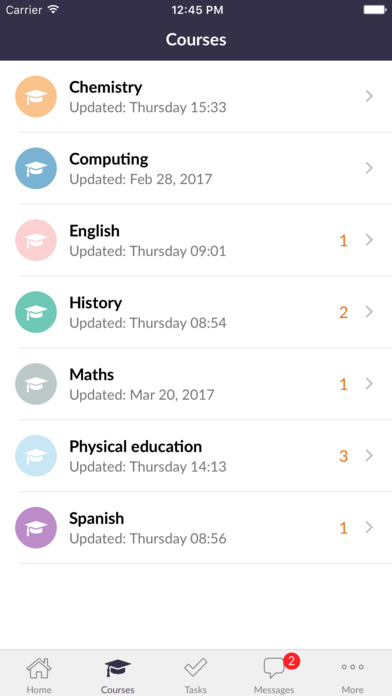 Carrier 12:45 PM
Courses
Chemistry
Updated: Thursday 15:33
Computing
Updated: Feb 28, 2017
English
Updated: Thursday 09:01
1
History
Updated: Thursday 08:54
2
Maths
Updated: Mar 20, 2017
1
Physical education
Updated: Thursday 14:13
3
Spanish
Updated: Thursday 08:56
1
2
Home Courses Tasks Messages More